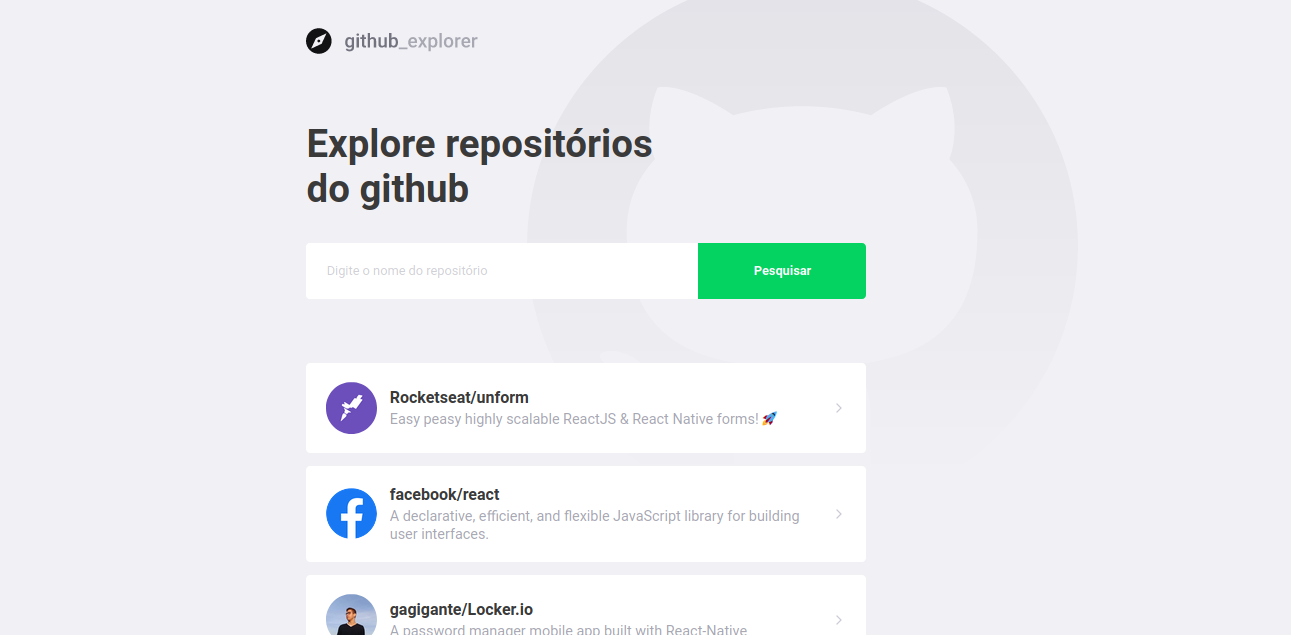 github_explorer
Explore repositórios
do github
Digite o nome do repositório
Pesquisar
Rocketseat/unform
Easy peasy highly scalable ReactJS & React Native forms! 🚀
facebook/react
A declarative, efficient, and flexible JavaScript library for building
user interfaces.
gagigante/Locker.io
A password manager mobile app built with React-Native